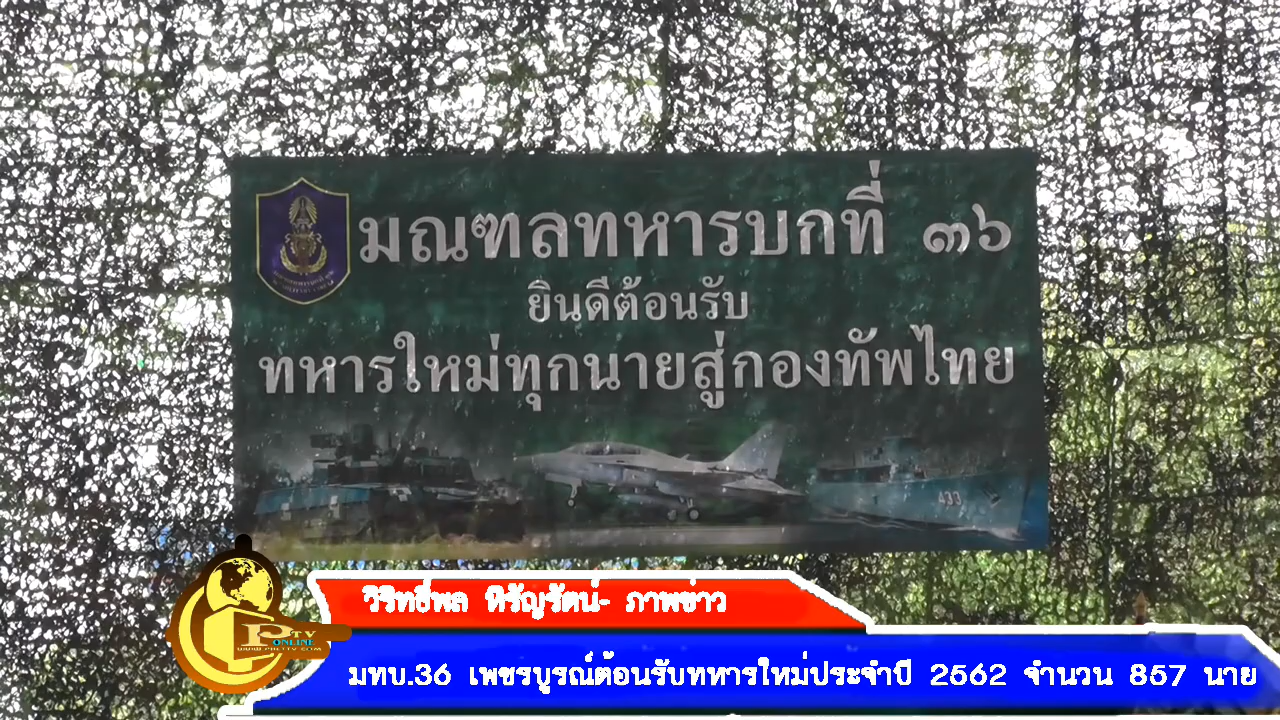 มณฑลทหารบกที่ ๓๖
ยินดีต้อนรับ
ทหารใหม่ทุกนายสู่กองทัพไทย
433
วิริทธิ์พล หิรัญรัตน์- ภาพข่าว
PTV
ONLINE
มทบ.36 เพชรบูรณ์ต้อนรับทหารใหม่ประจำปี 2562 จำนวน 857 นาย